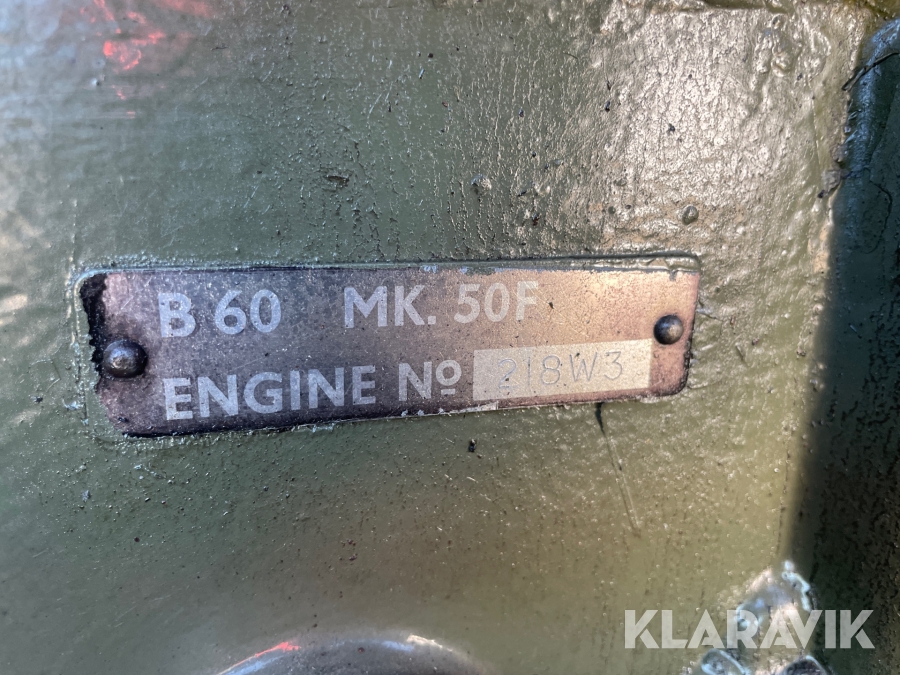 B 60 MK. 50F
ENGINE Nº 218W3
KLARAVIK